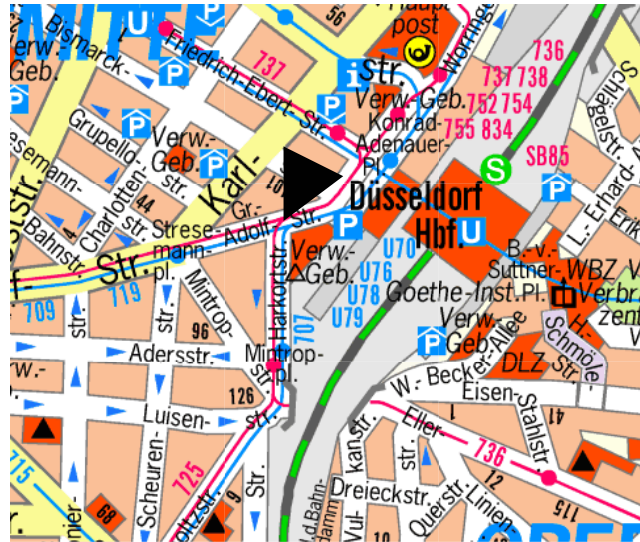 MITTE
U
P
56
Haupt-
post
Bismarck-
Str.
Friedrich-Ebert-Str.
737
Worringer
736
737 738
752 754
755 834
SB85
Verw.-
Geb.
P
i
P
Verw.-Geb.
Konrad-
Adenauer-
Pl.
P
Grupello-
str.
Verw.-
Geb.
P
Karl-
101
S
P
Düsseldorf
Hbf.
U
P
Charlotten-
str.
44
4
Bahnstr.
Strese-
mann-
pl.
Gr.-
Adolf-
Str.
Str.
709
719
Verw.-
Geb.
U70
U76
U78
U79
L.-Erhard-A
B.-v.-
Suttner-
Pl.
WBZ
Goethe-Inst.
Verbr.
zent
Mintrop-
str.
Harkortstr.
707
96
Adersstr.
Mintrop-
pl.
Verw.-
Geb.
P
DLZ
H.-
Schmöle-
Str.
W.-Becker-Allee
str.
126
Luisen-
str.
Eisen-
Stahlstr.
41
1
Eller-
736
str.
12
115
715
725
Scheuren-
str.
68
9
Str.
Dreieckstr.
Querstr.
Linien-